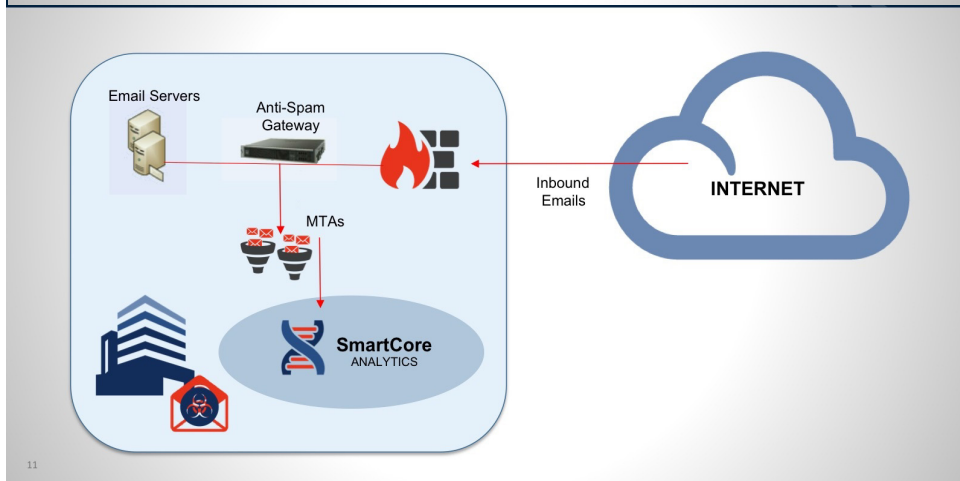 Email Servers
Anti-Spam
Gateway
Inbound
Emails
INTERNET
MTAs
SmartCore
ANALYTICS
11